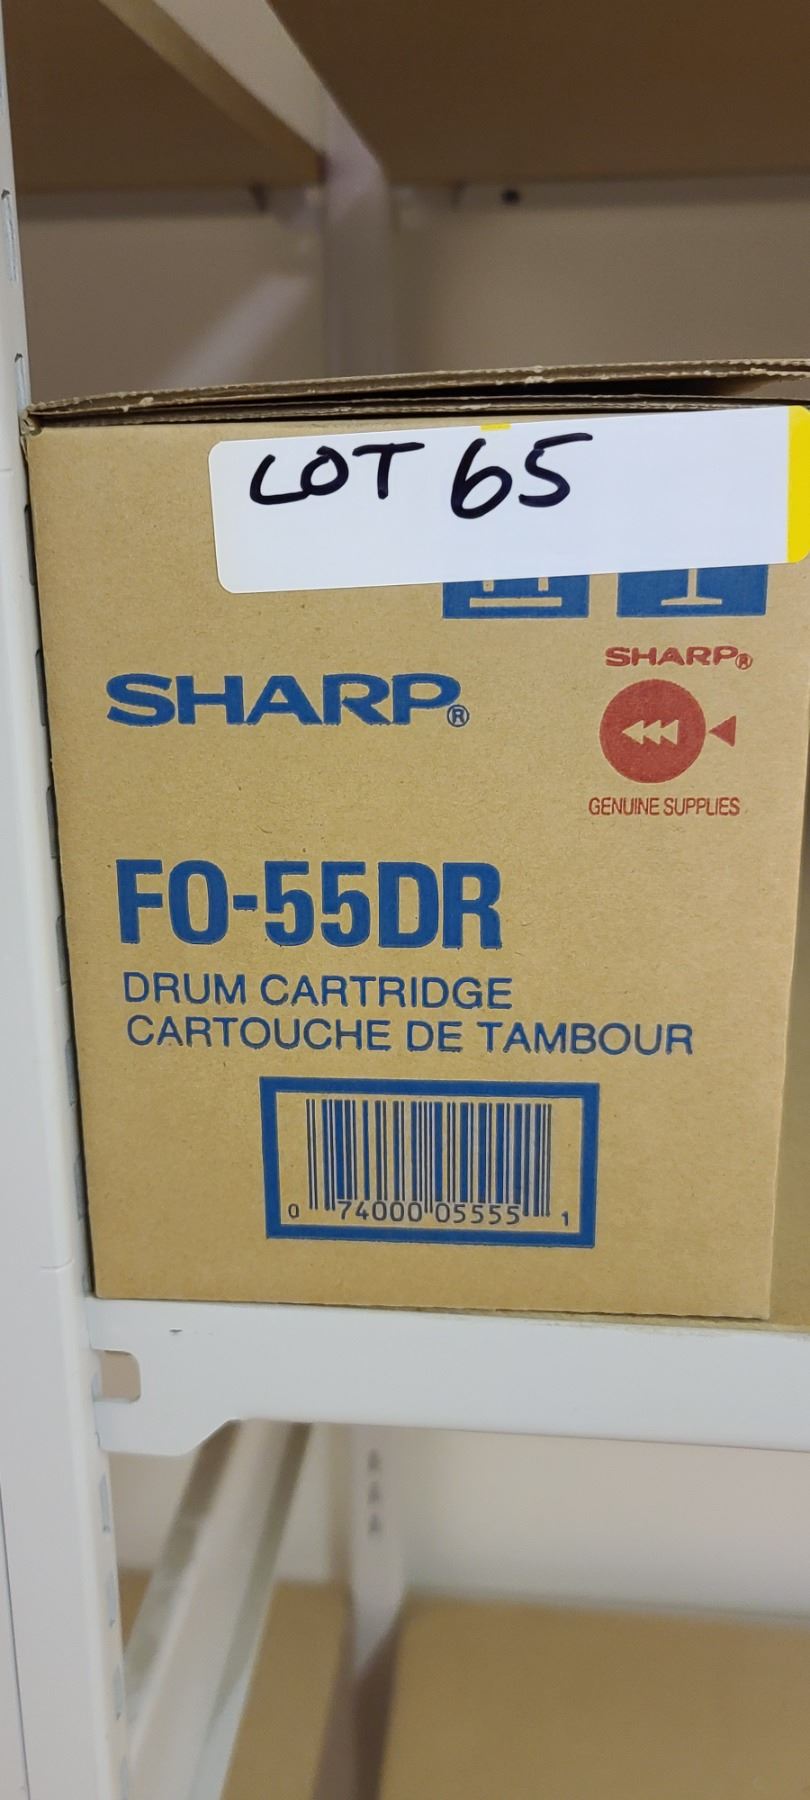 LOT 65
SHARP®
SHARP®
GENUINE SUPPLIES
FO-55DR
DRUM CARTRIDGE
CARTOUCHE DE TAMBOUR
0 74000 05555 1